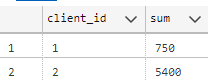 client_id sum
1 1 750
2 2 5400